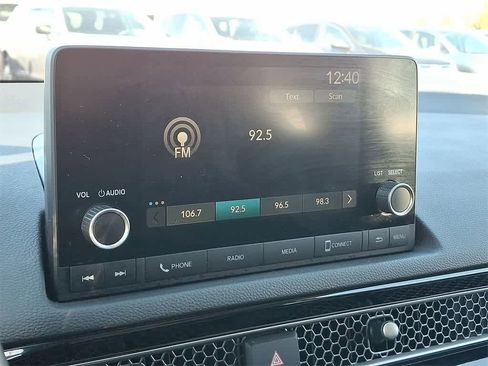 12:40
Text Scan
92.5
FM
VOL AUDIO LIST SELECT
106.7 92.5 96.5 98.3
PHONE RADIO MEDIA CONNECT MENU